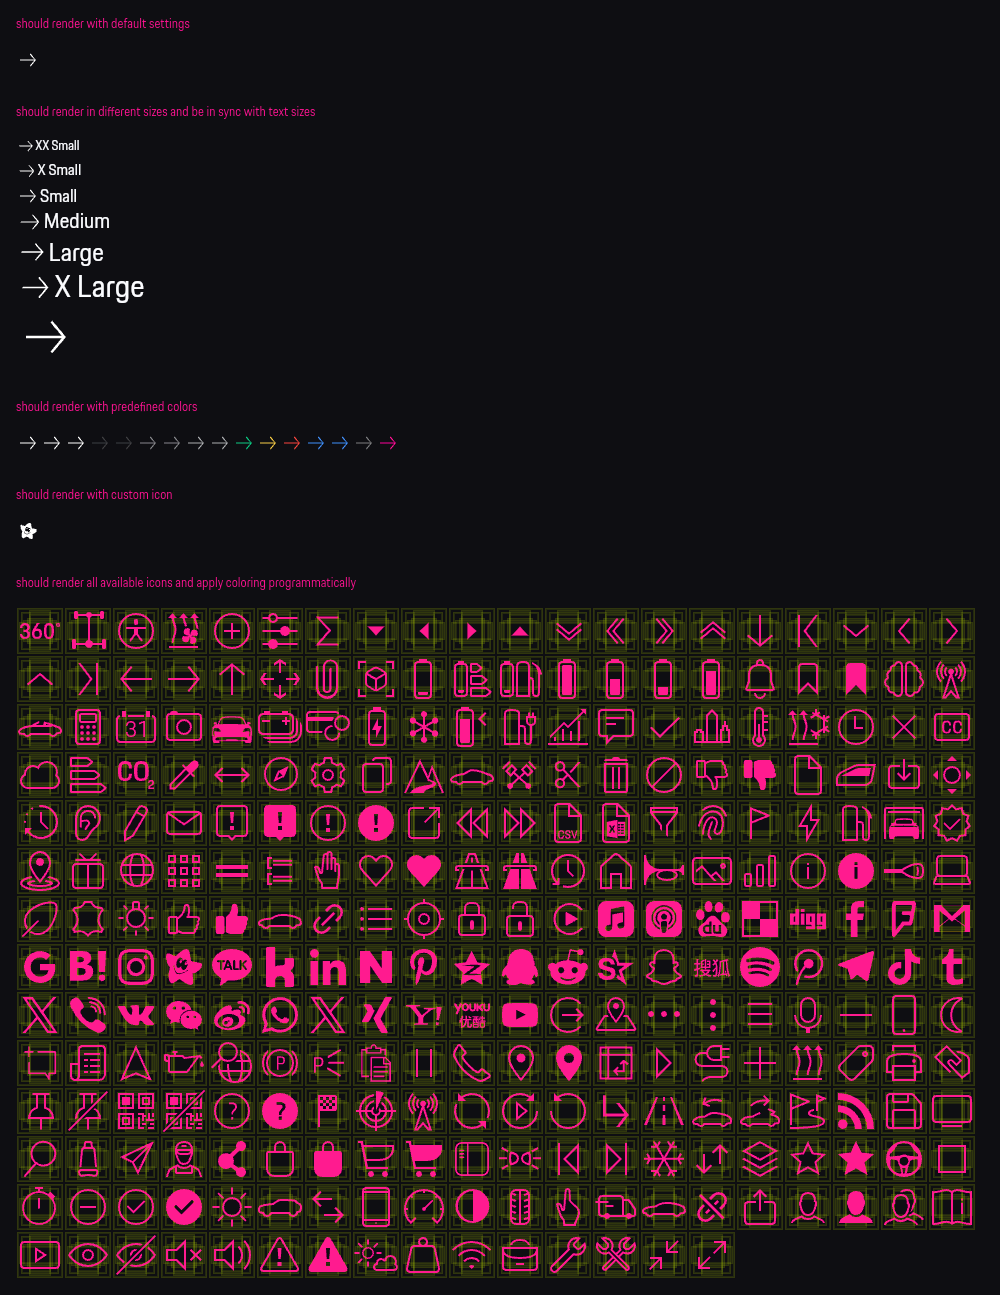 should render with default settings
should render in different sizes and be in sync with text sizes
XX Small
X Small
Small
Medium
Large
X Large
should render with predefined colors
should render with custom icon
should render all available icons and apply coloring programmatically
360°
31
CC
CO2
CSV
X
du
digg
G B! TALK k in N
搜狐
Y!
YOUKU
优酷
P P
? ?